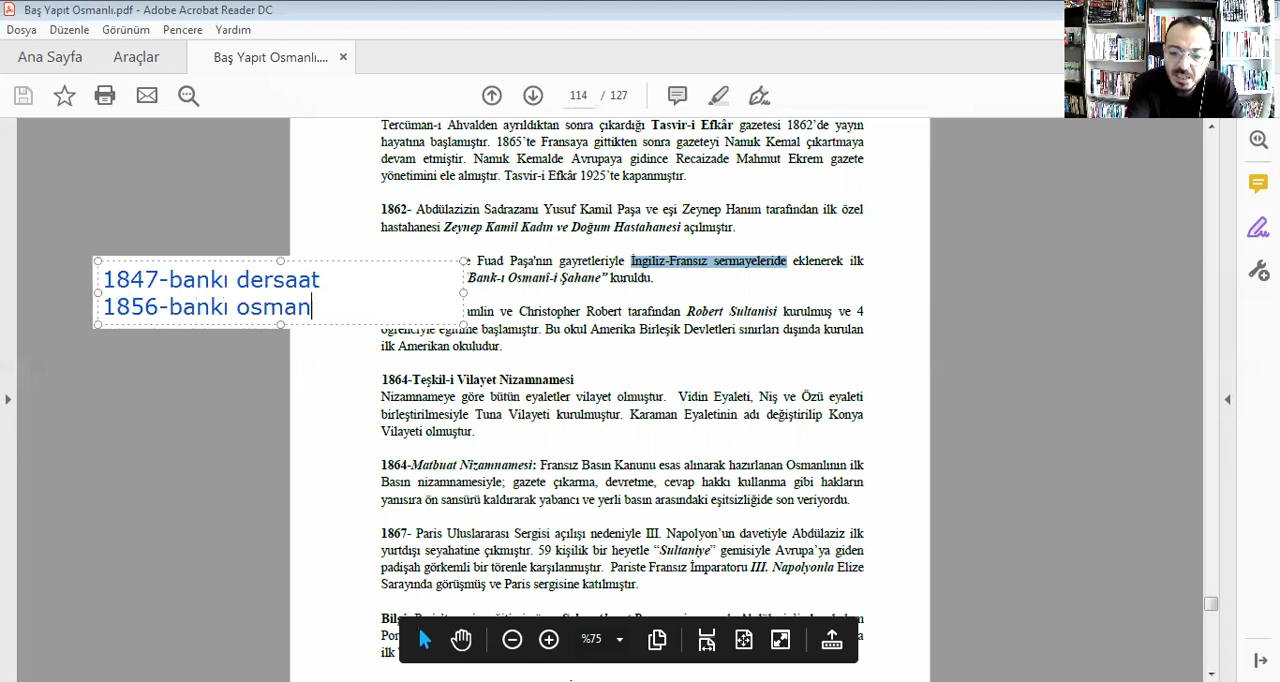 Baş Yapıt Osmanlı.pdf - Adobe Acrobat Reader DC
Dosya Düzenle Görünüm Pencere Yardım
Ana Sayfa Araçlar Baş Yapıt Osmanlı.... ×
114 / 127
Tercüman-ı Ahvalden ayrıldıktan sonra çıkardığı Tasvir-i Efkâr gazetesi 1862'de yayın
hayatına başlamıştır. 1865'te Fransaya gittikten sonra gazeteyi Namık Kemal çıkartmaya
devam etmiştir. Namık Kemalde Avrupaya gidince Recaizade Mahmut Ekrem gazete
yönetimini ele almıştır. Tasvir-i Efkâr 1925'te kapanmıştır.
1862- Abdülazizin Sadrazamı Yusuf Kamil Paşa ve eşi Zeynep Hanım tarafından ilk özel
hastahanesi Zeynep Kamil Kadın ve Doğum Hastahanesi açılmıştır.
e Fuad Paşa'nın gayretleriyle İngiliz-Fransız sermayeleride eklenerek ilk
Bank-ı Osmanî-i Şahane" kuruldu.
1847-bankı dersaat
1856-bankı osman
amlin ve Christopher Robert tarafından Robert Sultanisi kurulmuş ve 4
öğrenciyle eğitime başlamıştır. Bu okul Amerika Birleşik Devletleri sınırları dışında kurulan
ilk Amerikan okuludur.
1864-Teşkil-i Vilayet Nizamnamesi
Nizamnameye göre bütün eyaletler vilayet olmuştur. Vidin Eyaleti, Niş ve Özü eyaleti
birleştirilmesiyle Tuna Vilayeti kurulmuştur. Karaman Eyaletinin adı değiştirilip Konya
Vilayeti olmuştur.
1864-Matbuat Nizamnamesi: Fransız Basın Kanunu esas alınarak hazırlanan Osmanlının ilk
Basın nizamnamesiyle; gazete çıkarma, devretme, cevap hakkı kullanma gibi hakların
yanısıra ön sansürü kaldırarak yabancı ve yerli basın arasındaki eşitsizliğide son veriyordu.
1867- Paris Uluslararası Sergisi açılışı nedeniyle III. Napolyon'un davetiyle Abdülaziz ilk
yurtdışı seyahatine çıkmıştır. 59 kişilik bir heyetle "Sultaniye" gemisiyle Avrupa'ya giden
padişah görkemli bir törenle karşılanmıştır. Pariste Fransız İmparatoru III. Napolyonla Elize
Sarayında görüşmüş ve Paris sergisine katılmıştır.
Bilgi
Por
ilk
%75